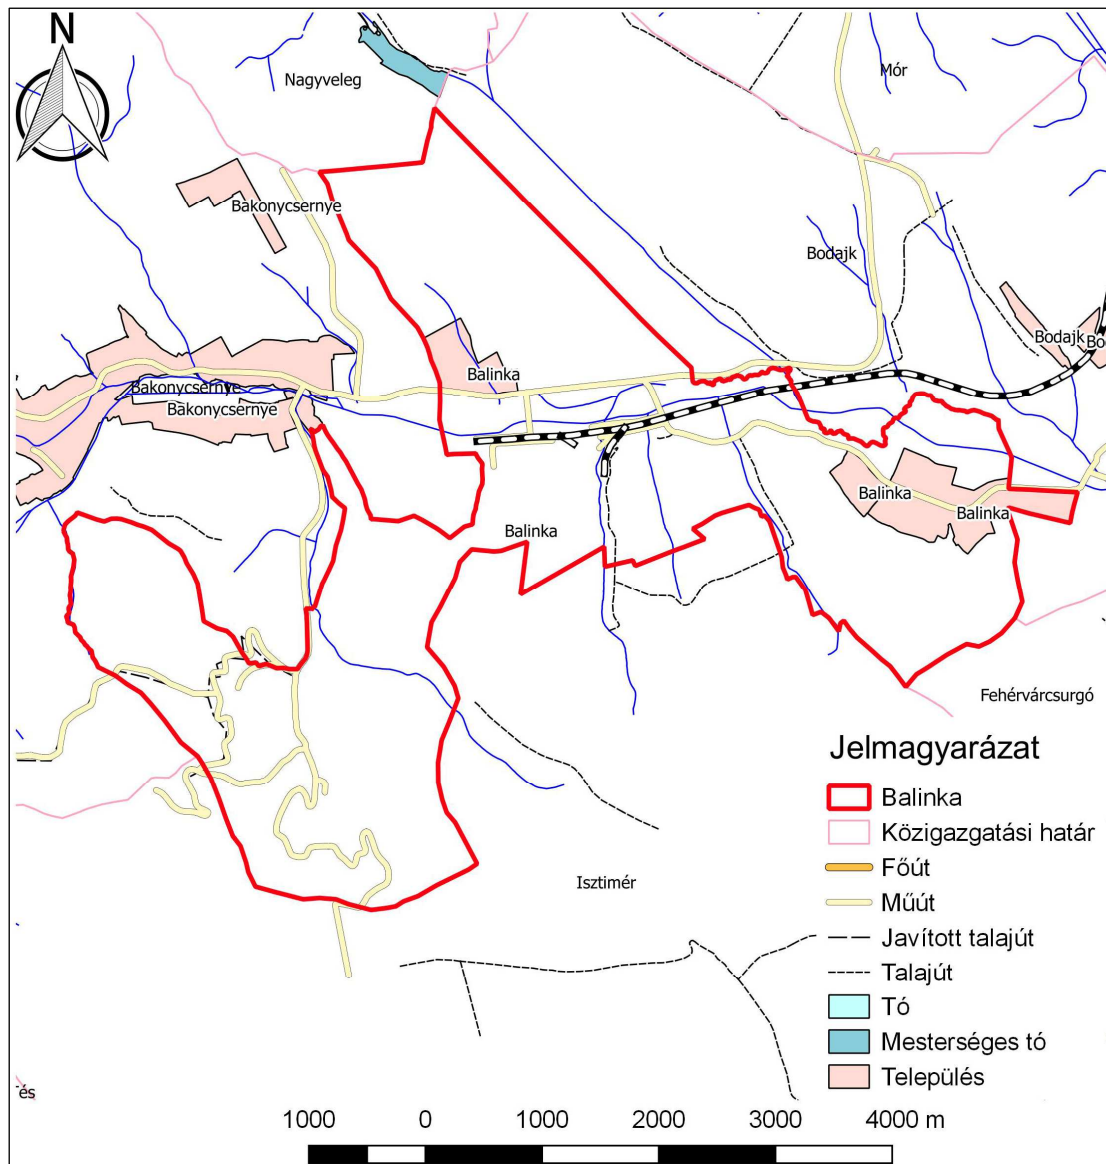 N
Nagyveleg
Mór
Bakonycsernye
Bodajk
Bodajk
Bo
Balinka
Bakonycsernye
Bakonycsernye
Balinka
Balinka
Balinka
Fehérvárcsurgó
Isztimér
és
Jelmagyarázat
Balinka
Közigazgatási határ
Főút
Műút
Javított talajút
Talajút
Tó
Mesterséges tó
Település
1000 0 1000 2000 3000 4000 m